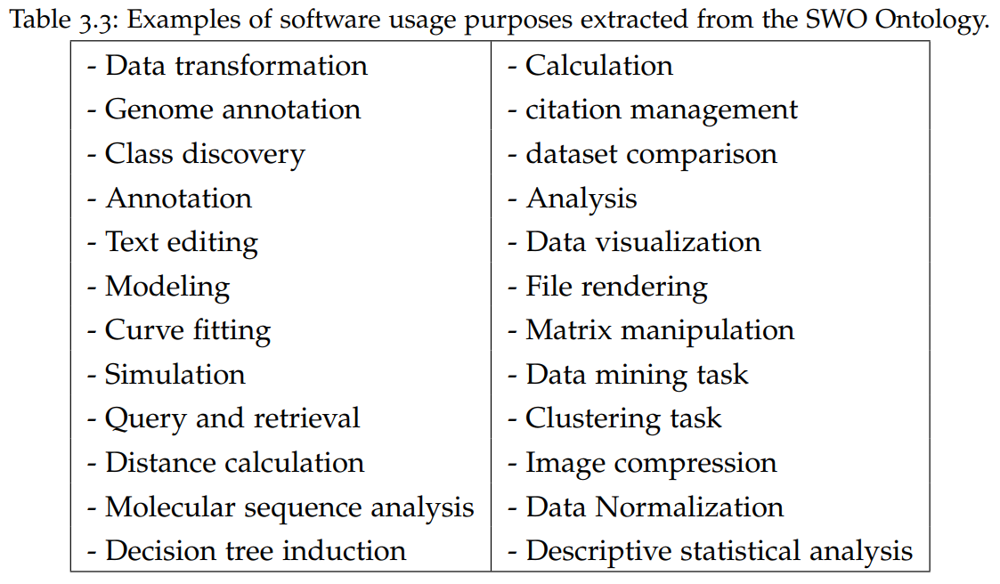 Table 3.3: Examples of software usage purposes extracted from the SWO Ontology.
- Data transformation
- Genome annotation
- Class discovery
- Annotation
- Text editing
- Modeling
- Curve fitting
- Simulation
- Query and retrieval
- Distance calculation
- Molecular sequence analysis
- Decision tree induction
- Calculation
- citation management
- dataset comparison
- Analysis
- Data visualization
- File rendering
- Matrix manipulation
- Data mining task
- Clustering task
- Image compression
- Data Normalization
- Descriptive statistical analysis